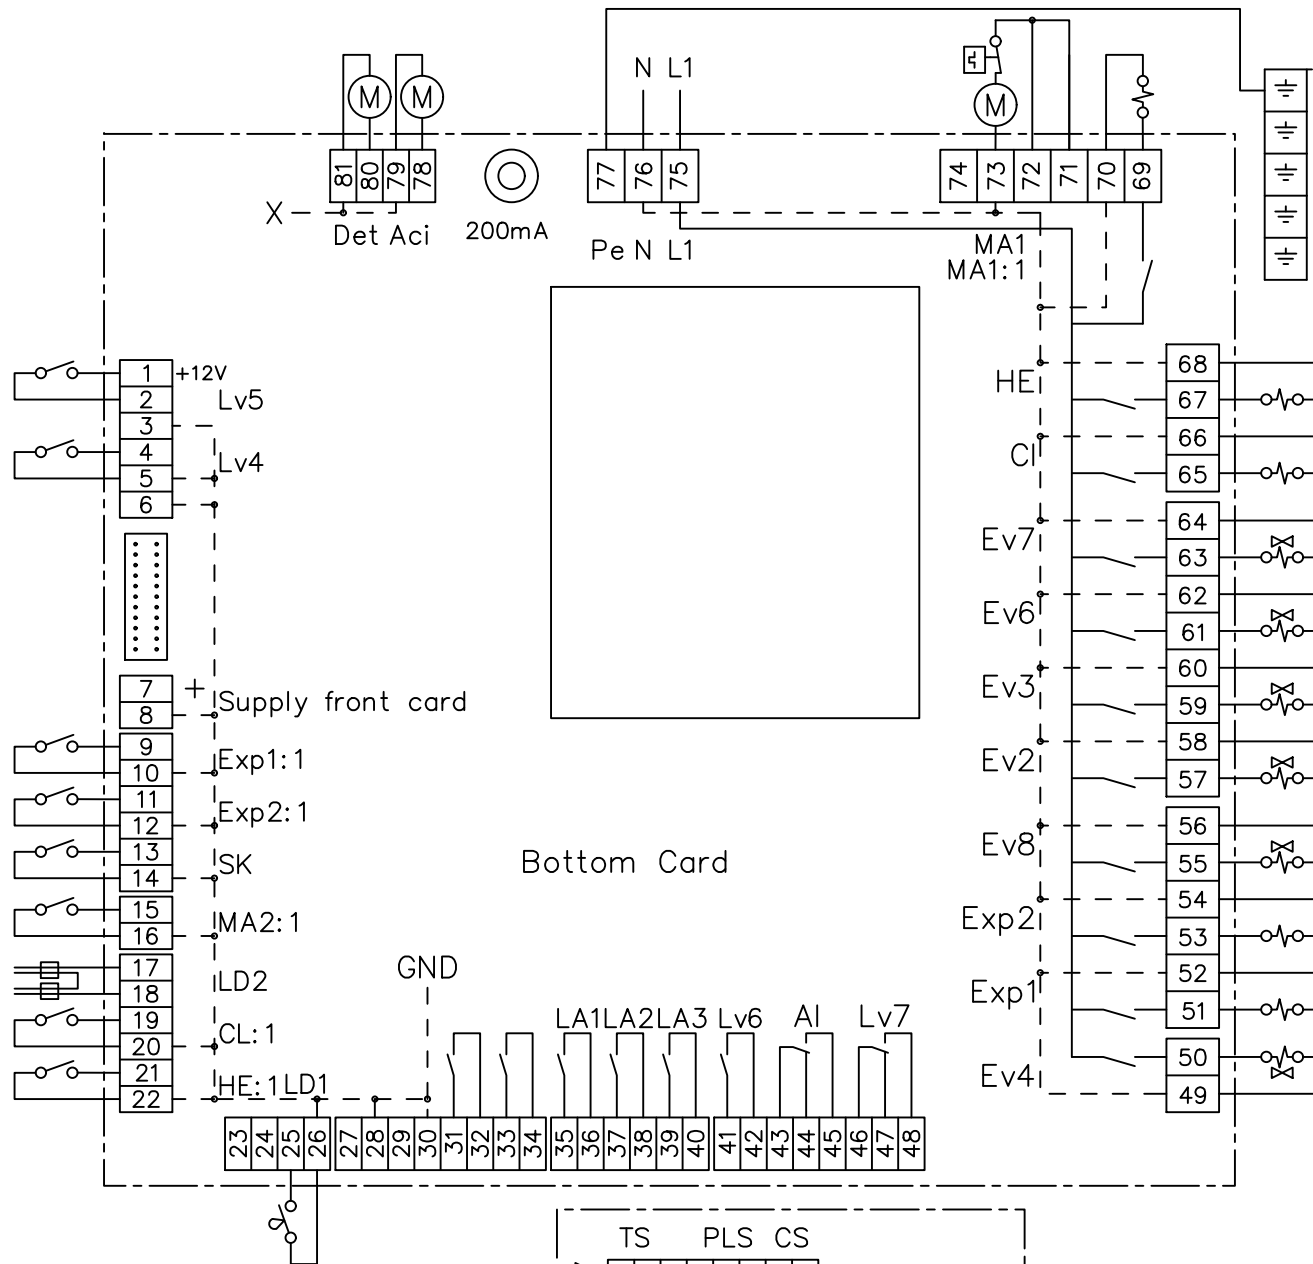 N L1
M M M
81 80 79 78
77 76 75
74 73 72 71 70 69
X
Det Aci
200mA
Pe N L1
MA1
MA1:1
1 +12V
2 Lv5
3
4
5 Lv4
6
7 +
8 Supply front card
9
10 Exp1:1
11
12 Exp2:1
13
14 SK
15
16 MA2:1
17
18 LD2
19
20 CL:1
21
22 HE:1 LD1
HE 68
67
CI 66
65
Ev7 64
63
Ev6 62
61
Ev3 60
59
Ev2 58
57
Ev8 56
55
Exp2 54
53
Exp1 52
51
50
Ev4 49
Bottom Card
GND
LA1 LA2 LA3 Lv6 AI Lv7
23 24 25 26 27 28 29 30 31 32 33 34 35 36 37 38 39 40 41 42 43 44 45 46 47 48
TS PLS CS